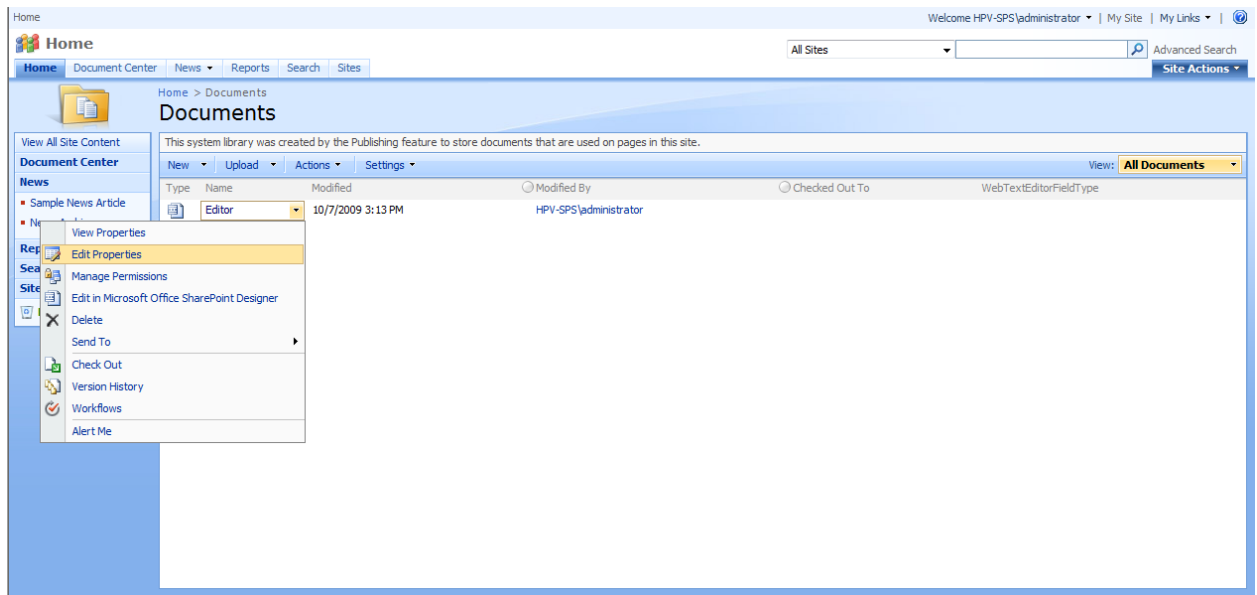 Home
Welcome HPV-SPS\administrator | My Site | My Links
Home
All Sites
Advanced Search
Home Document Center News Reports Search Sites
Site Actions
Home > Documents
Documents
View All Site Content
This system library was created by the Publishing feature to store documents that are used on pages in this site.
Document Center
New Upload Actions Settings
View: All Documents
News
Type Name Modified Modified By Checked Out To WebTextEditorFieldType
Sample News Article
Editor 10/7/2009 3:13 PM HPV-SPS\administrator
View Properties
Rep
Edit Properties
Sea
Manage Permissions
Site
Edit in Microsoft Office SharePoint Designer
Delete
Send To
Check Out
Version History
Workflows
Alert Me